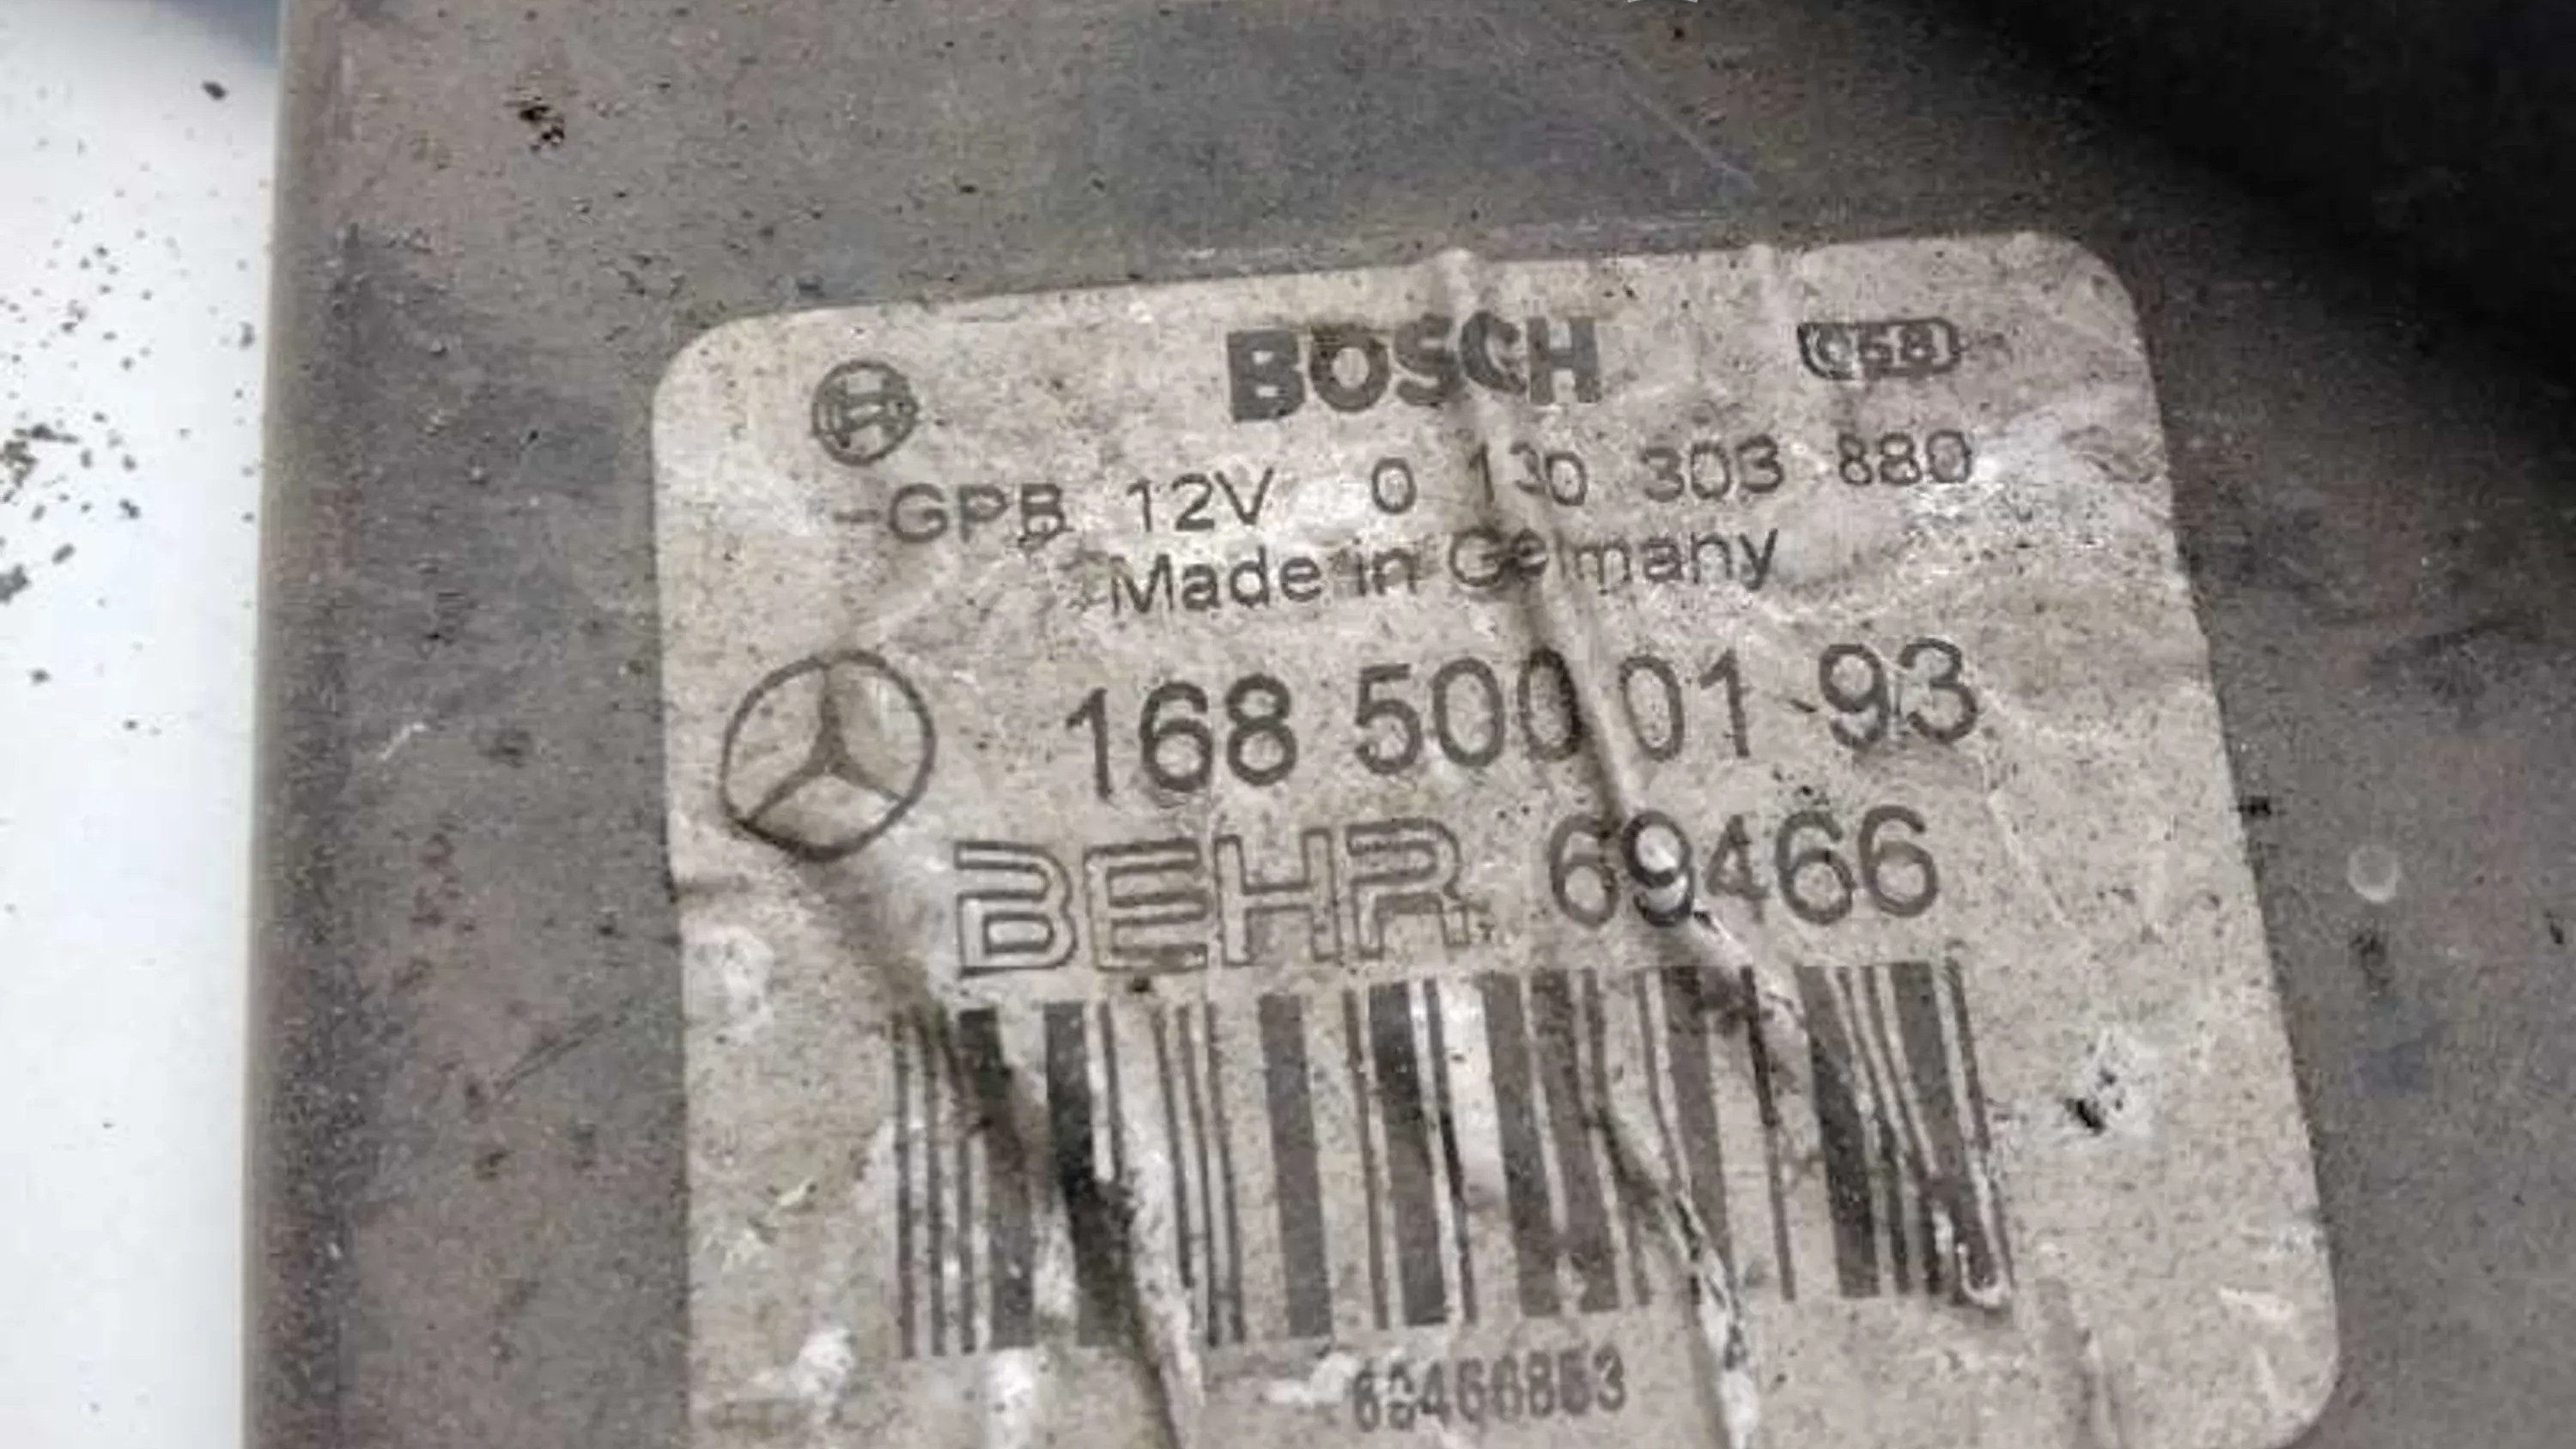 BOSCH
GPB 12V 0 130 303 880
Made in Germany
168 500 01 93
BEHR 69466